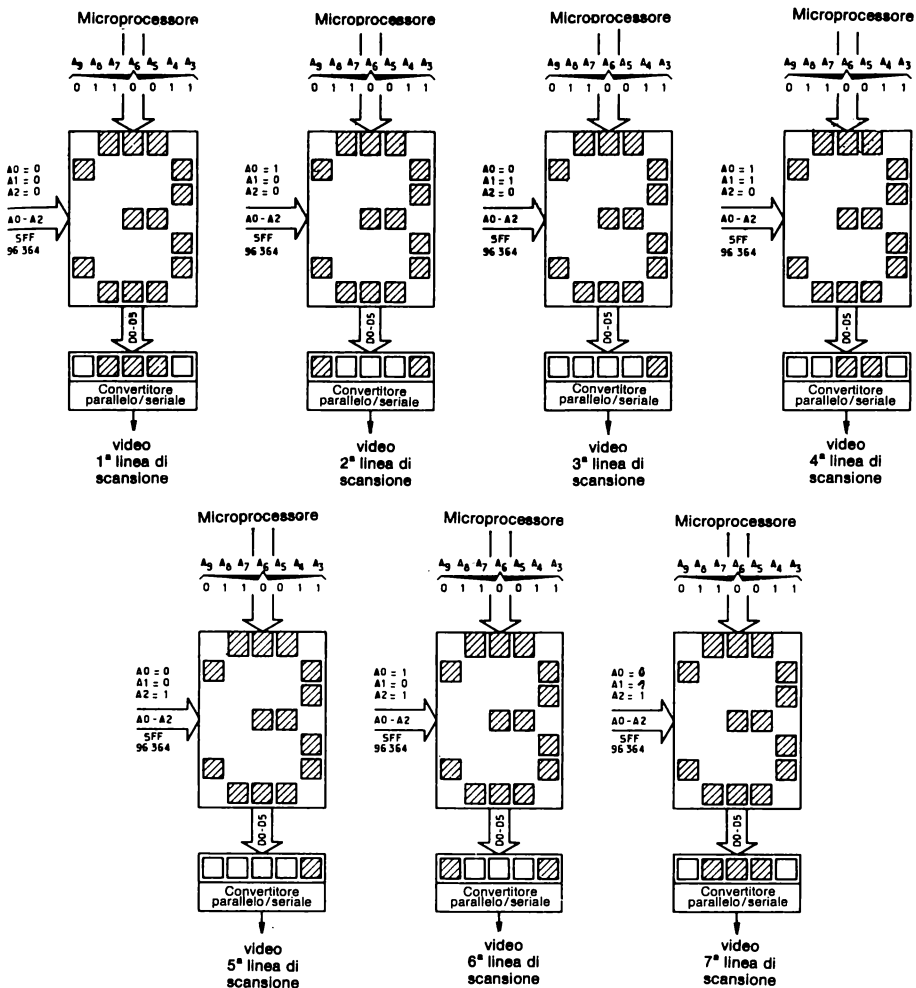 Microprocessore
A9 A8 A7 A6 A5 A4 A3
0 1 1 0 0 1 1
A0 = 0
A1 = 0
A2 = 0
A0 - A2
SFF
96 364
D0-D5
Convertitore
parallelo/seriale
video
1ª linea di
scansione
Microprocessore
A9 A8 A7 A6 A5 A4 A3
0 1 1 0 0 1 1
A0 = 1
A1 = 0
A2 = 0
A0 - A2
SFF
96 364
D0-D5
Convertitore
parallelo/seriale
video
2ª linea di
scansione
Microprocessore
A9 A8 A7 A6 A5 A4 A3
0 1 1 0 0 1 1
A0 = 0
A1 = 1
A2 = 0
A0 - A2
SFF
96 364
D0-D5
Convertitore
parallelo/seriale
video
3ª linea di
scansione
Microprocessore
A9 A8 A7 A6 A5 A4 A3
0 1 1 0 0 1 1
A0 = 1
A1 = 1
A2 = 0
A0 - A2
SFF
96 364
D0-D5
Convertitore
parallelo/seriale
video
4ª linea di
scansione
Microprocessore
A9 A8 A7 A6 A5 A4 A3
0 1 1 0 0 1 1
A0 = 0
A1 = 0
A2 = 1
A0 - A2
SFF
96 364
D0-D5
Convertitore
parallelo/seriale
video
5ª linea di
scansione
Microprocessore
A9 A8 A7 A6 A5 A4 A3
0 1 1 0 0 1 1
A0 = 1
A1 = 0
A2 = 1
A0 - A2
SFF
96 364
D0-D5
Convertitore
parallelo/seriale
video
6ª linea di
scansione
Microprocessore
A9 A8 A7 A6 A5 A4 A3
0 1 1 0 0 1 1
A0 = 0
A1 = 1
A2 = 1
A0 - A2
SFF
96 364
D0-D5
Convertitore
parallelo/seriale
video
7ª linea di
scansione